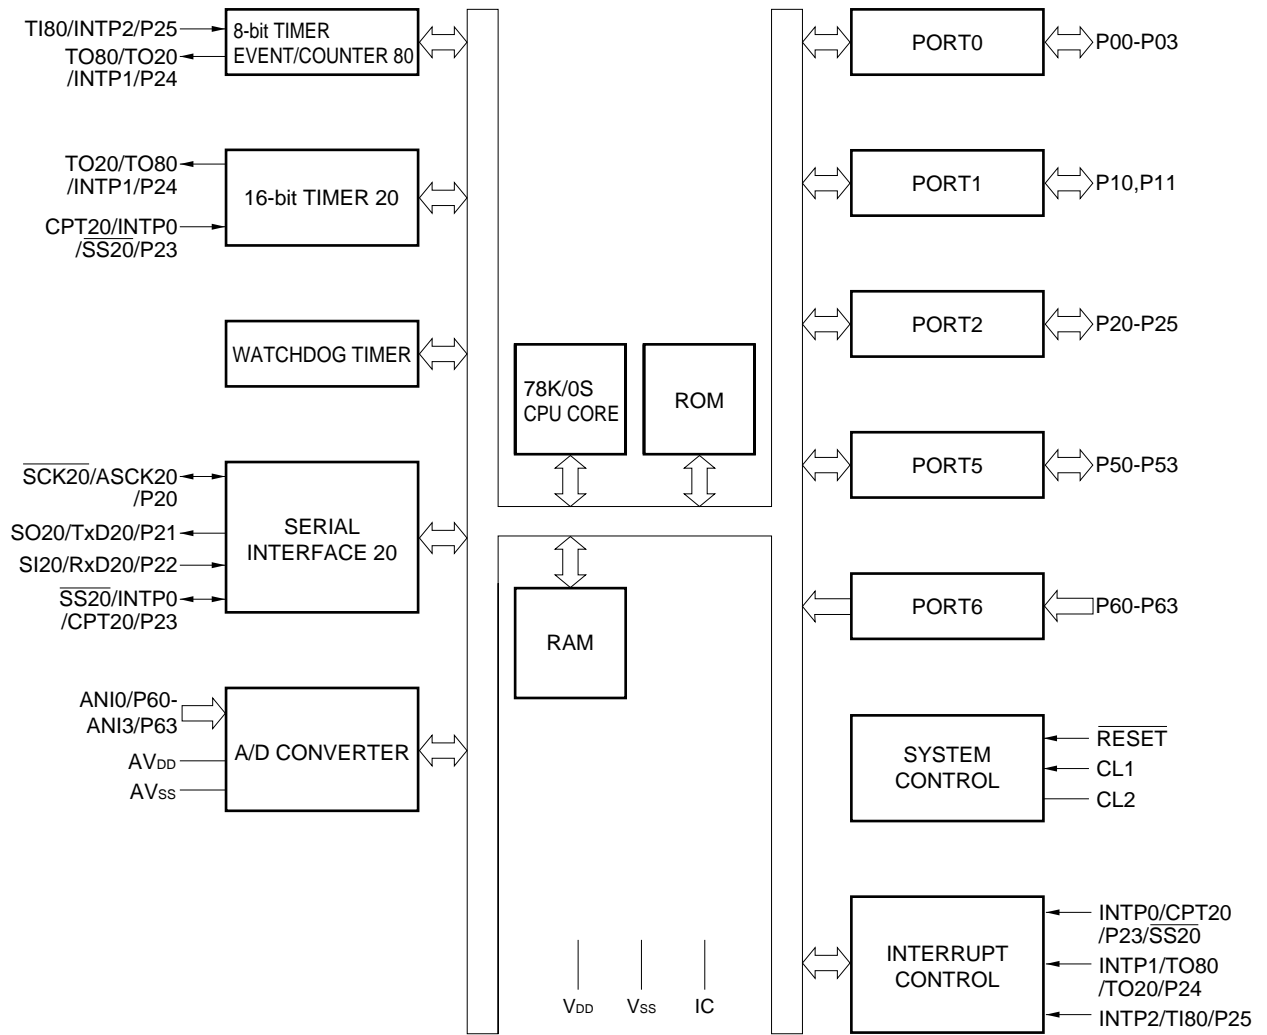 TI80/INTP2/P25
TO80/TO20
/INTP1/P24
8-bit TIMER
EVENT/COUNTER 80
TO20/TO80
/INTP1/P24
CPT20/INTP0
/SS20/P23
16-bit TIMER 20
WATCHDOG TIMER
SCK20/ASCK20
/P20
SO20/TxD20/P21
SI20/RxD20/P22
SS20/INTP0
/CPT20/P23
SERIAL
INTERFACE 20
ANI0/P60-
ANI3/P63
AVDD
AVSS
A/D CONVERTER
78K/0S
CPU CORE
ROM
RAM
VDD
VSS
IC
PORT0
P00-P03
PORT1
P10,P11
PORT2
P20-P25
PORT5
P50-P53
PORT6
P60-P63
SYSTEM
CONTROL
RESET
CL1
CL2
INTERRUPT
CONTROL
INTP0/CPT20
/P23/SS20
INTP1/TO80
/TO20/P24
INTP2/TI80/P25